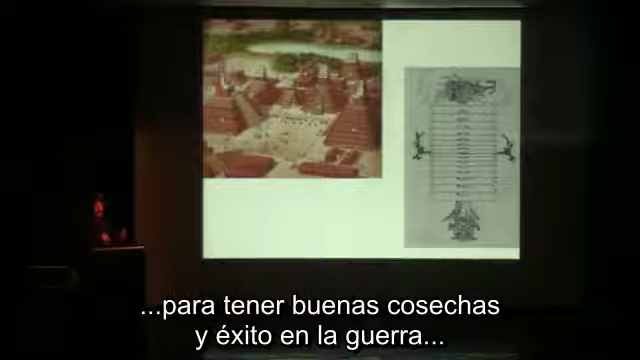 ...para tener buenas cosechas
y éxito en la guerra...